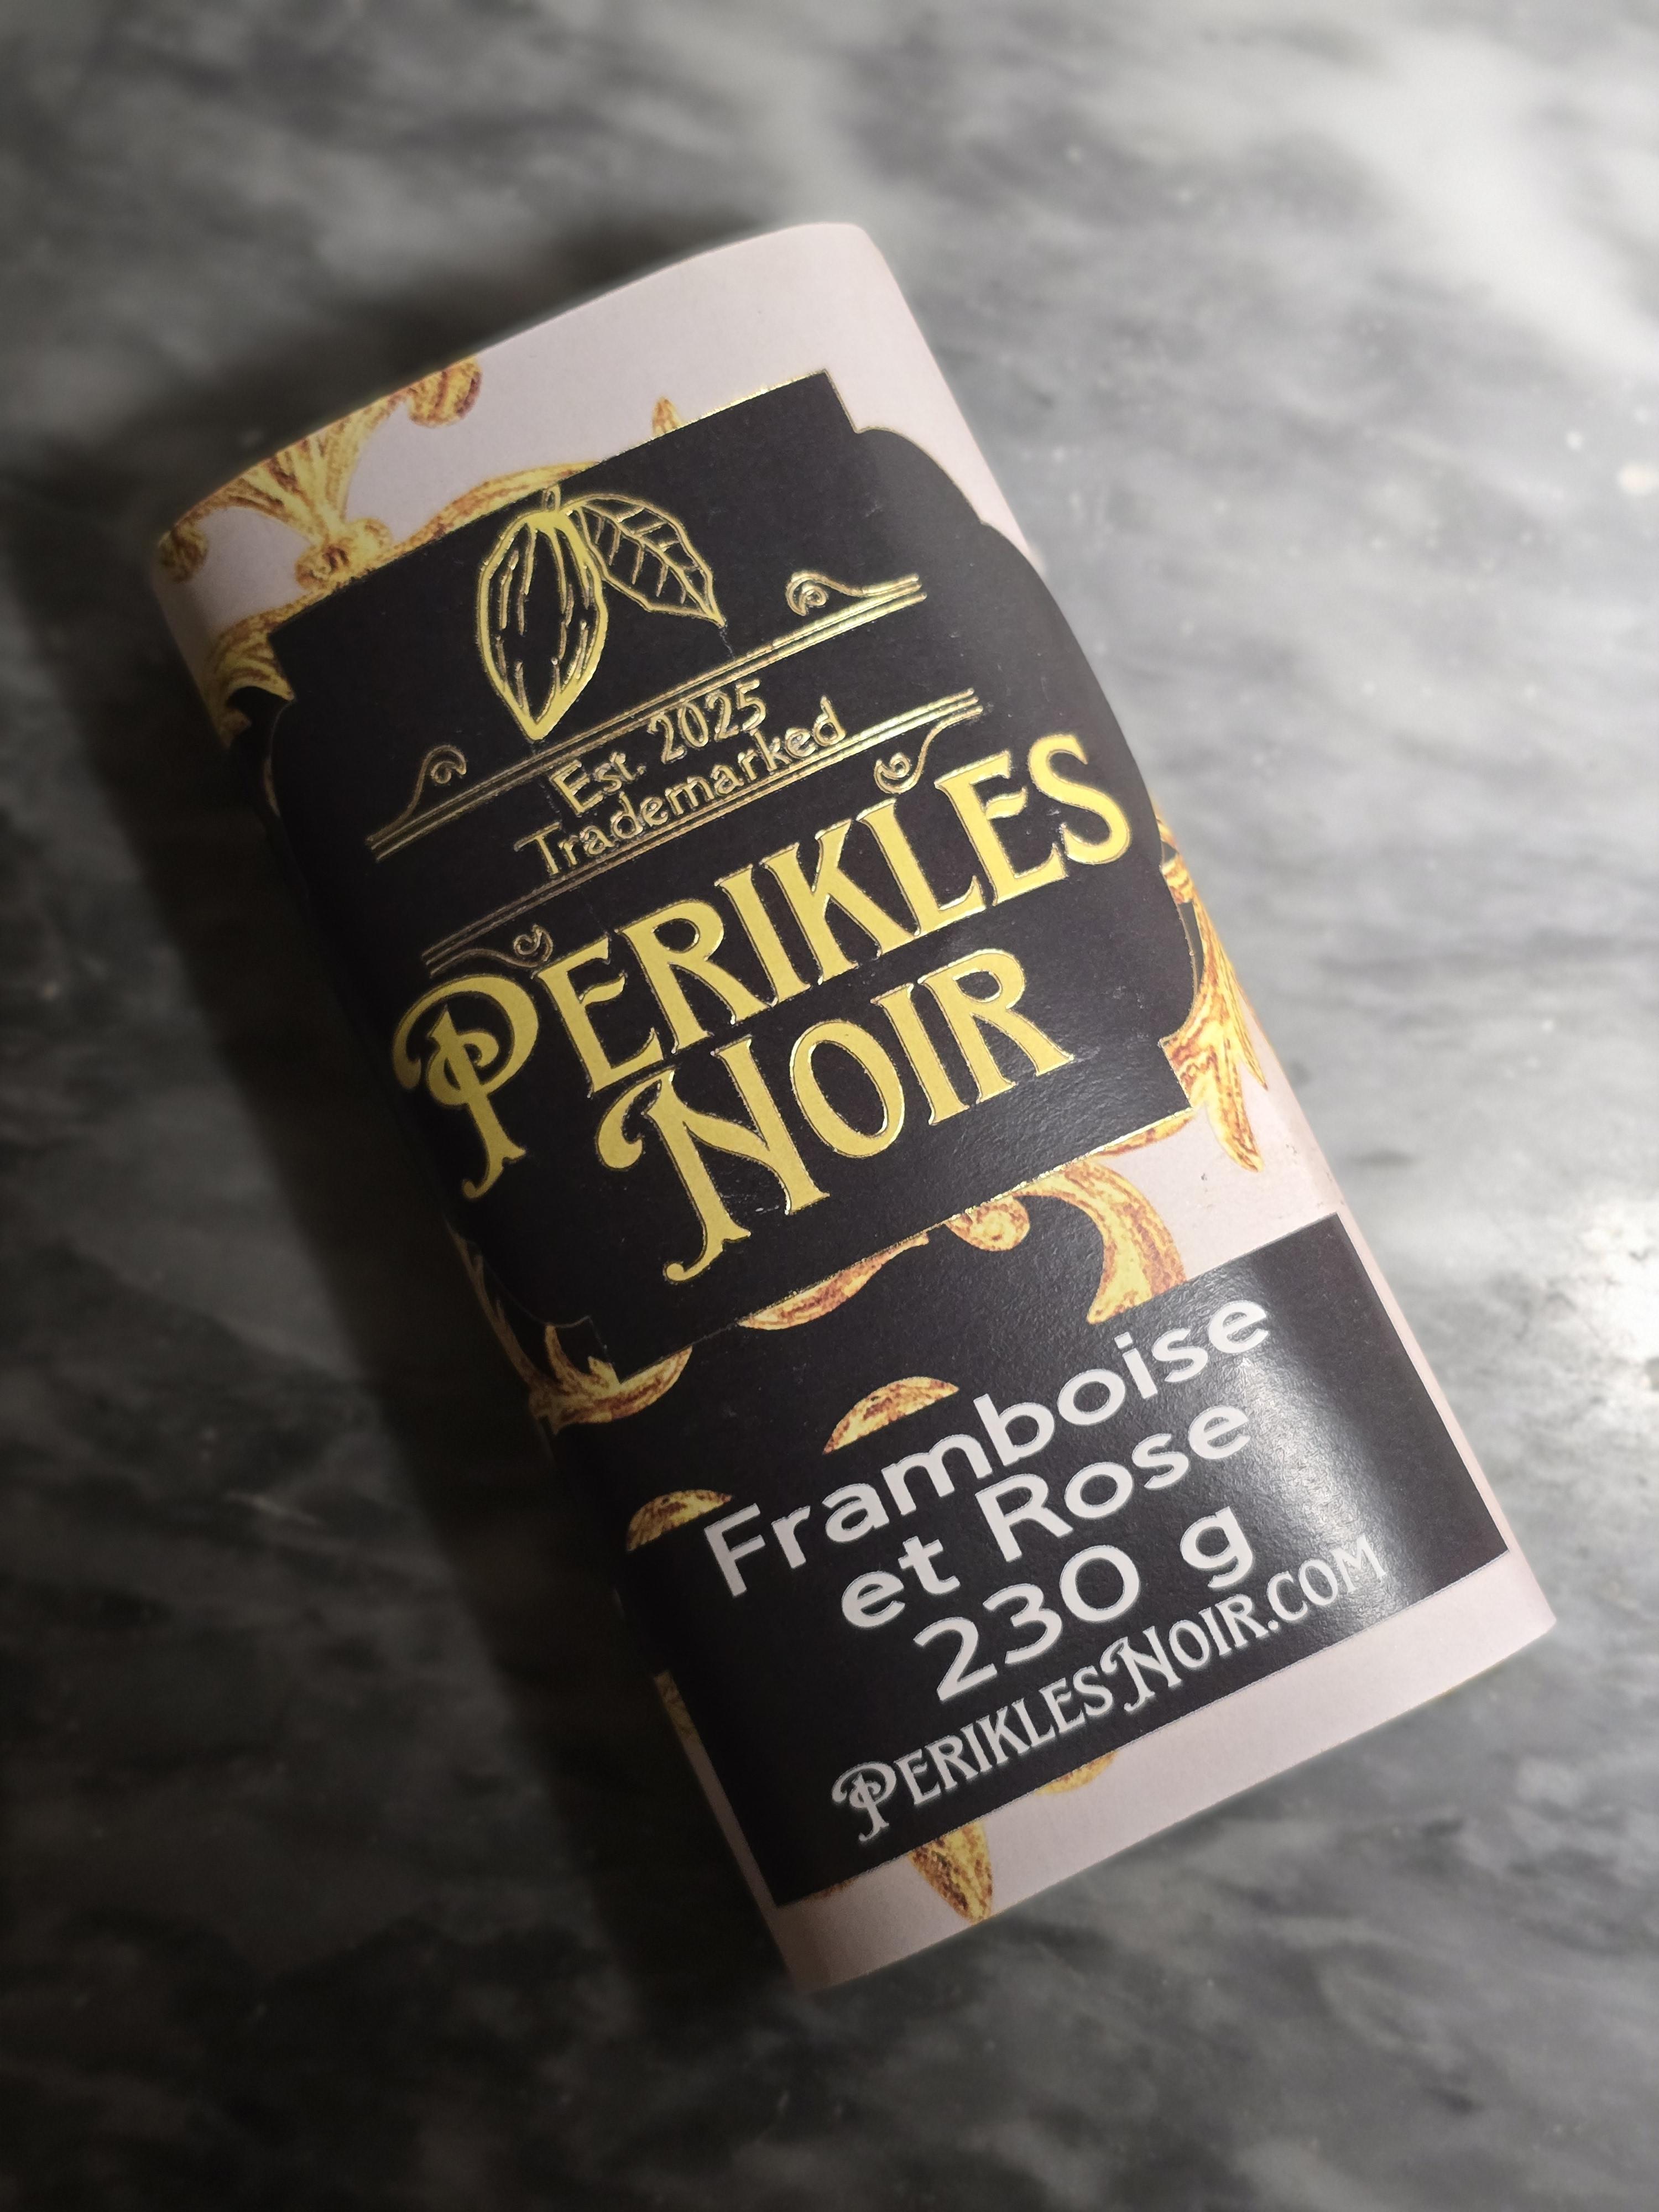 Est. 2025
Trademarked
PERIKLES
NOIR
Framboise
et Rose
230 g
PERIKLESNOIR.COM